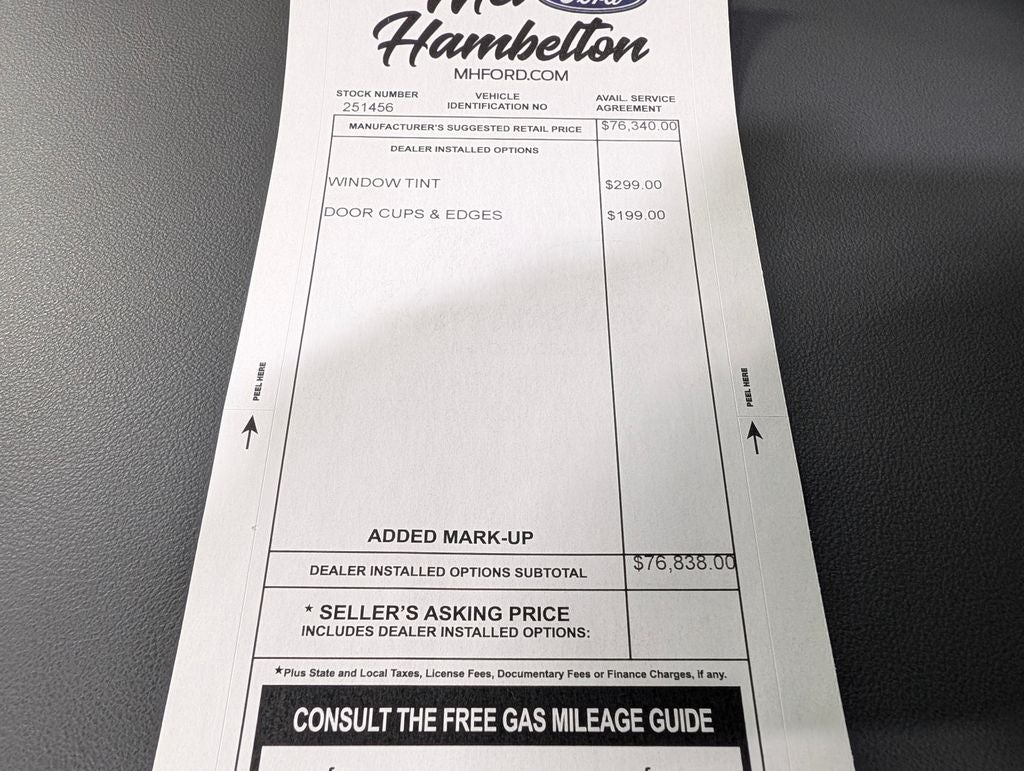 Mel
Ford
Hambelton
MHFORD.COM
STOCK NUMBER
251456
VEHICLE
IDENTIFICATION NO
AVAIL. SERVICE
AGREEMENT
MANUFACTURER'S SUGGESTED RETAIL PRICE $76,340.00
DEALER INSTALLED OPTIONS
WINDOW TINT $299.00
DOOR CUPS & EDGES $199.00
PEEL HERE
PEEL HERE
ADDED MARK-UP
DEALER INSTALLED OPTIONS SUBTOTAL $76,838.00
* SELLER'S ASKING PRICE
INCLUDES DEALER INSTALLED OPTIONS:
*Plus State and Local Taxes, License Fees, Documentary Fees or Finance Charges, if any.
CONSULT THE FREE GAS MILEAGE GUIDE